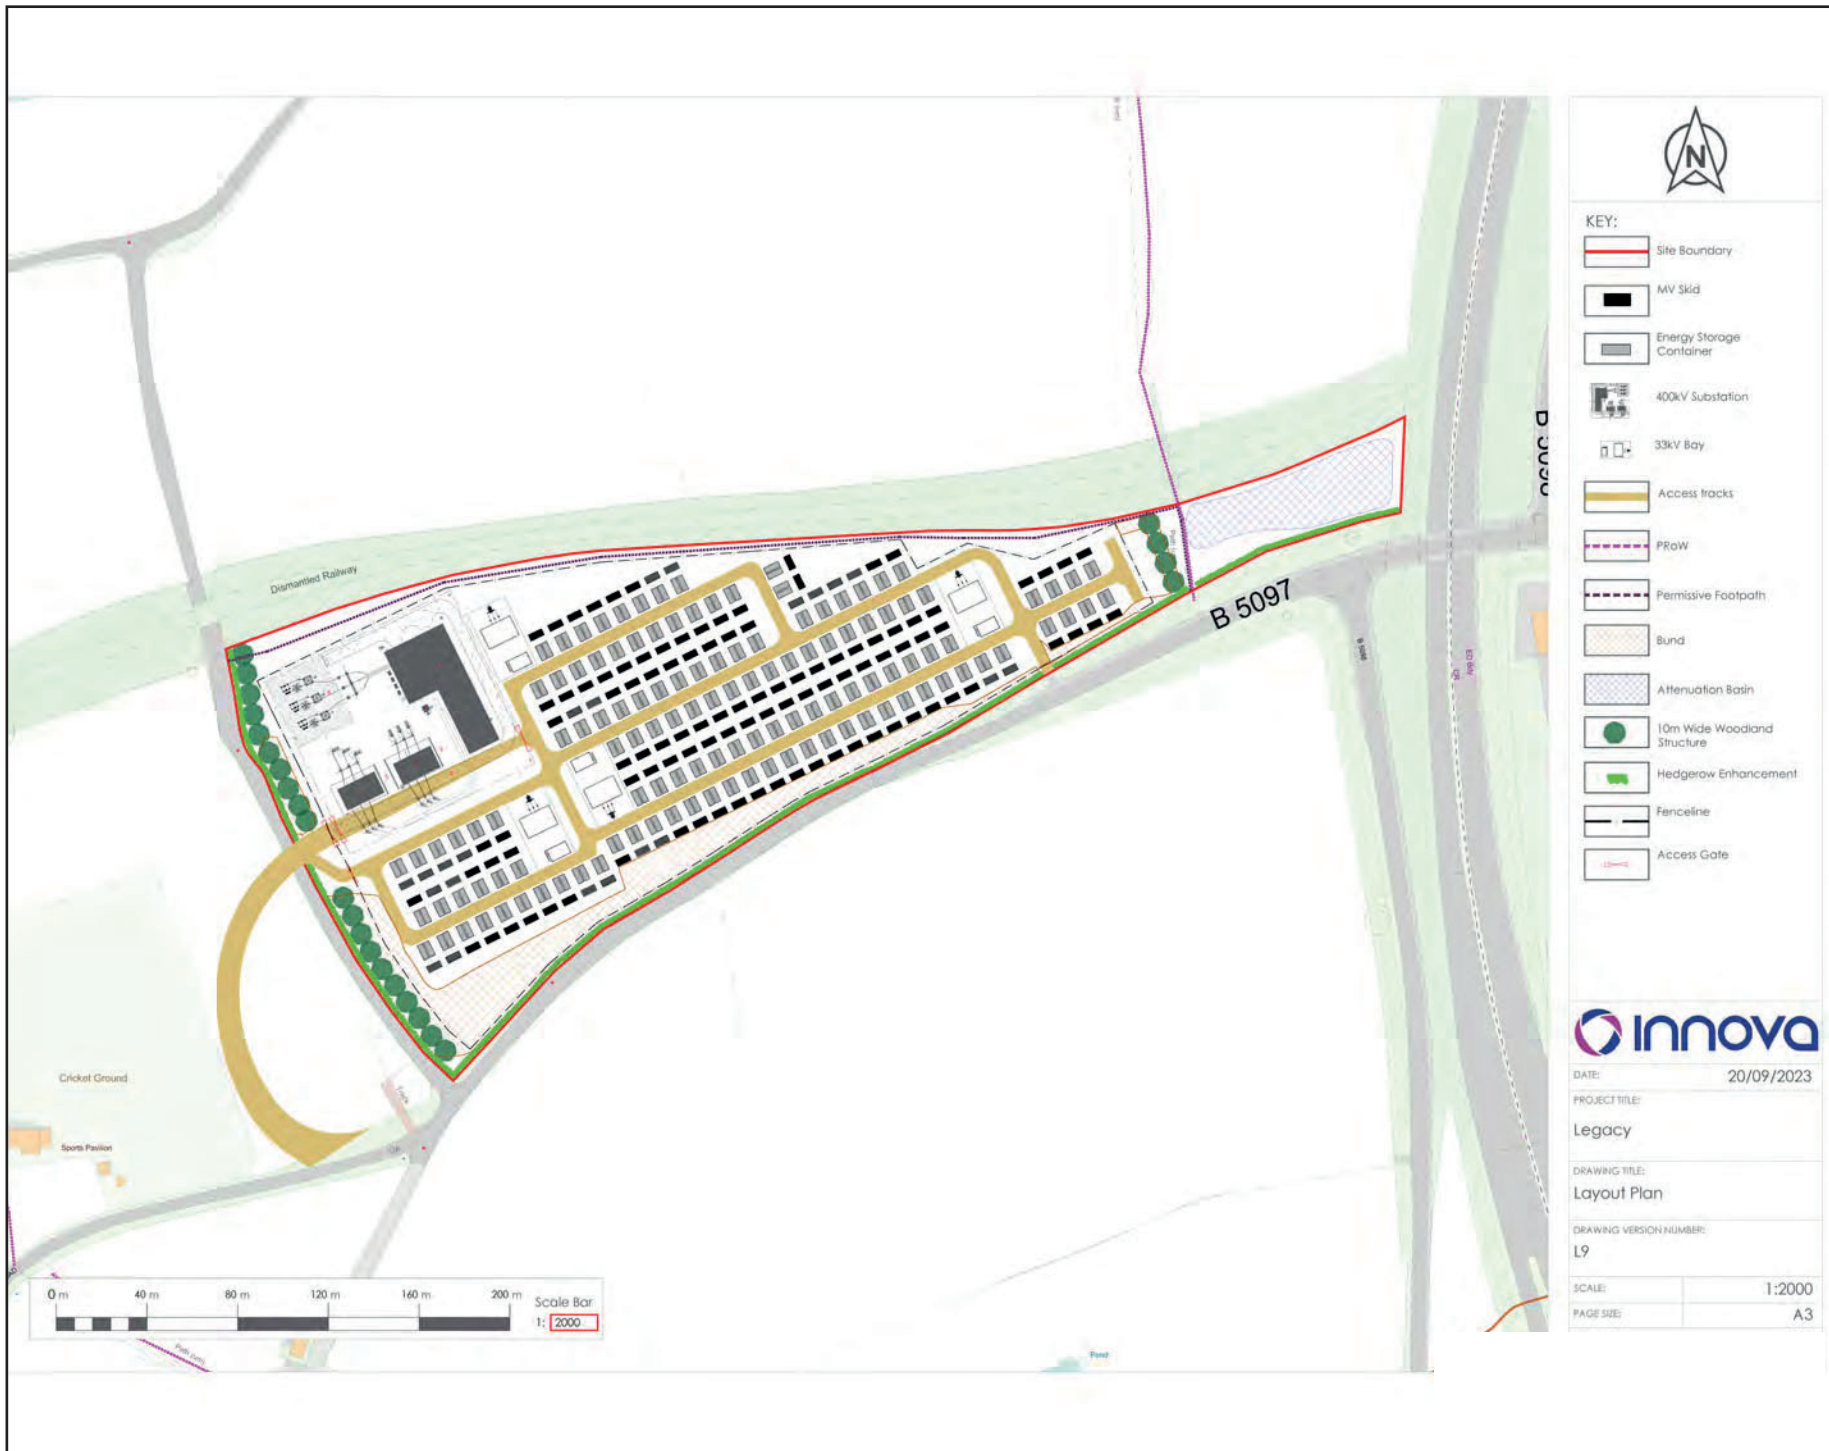 N
KEY:
Site Boundary
MV Skid
Energy Storage
Container
400kV Substation
33kV Bay
Access tracks
PRoW
Permissive Footpath
Bund
Attenuation Basin
10m Wide Woodland
Structure
Hedgerow Enhancement
Fenceline
Access Gate
INNOVA
DATE:
20/09/2023
PROJECT TITLE:
Legacy
DRAWING TITLE:
Layout Plan
DRAWING VERSION NUMBER:
L9
SCALE:
1:2000
PAGE SIZE:
A3
Dismantled Railway
B 5097
Cricket Ground
Sports Pavilion
Track
Pond
0 m
40 m
80 m
120 m
160 m
200 m
Scale Bar
1: 2000